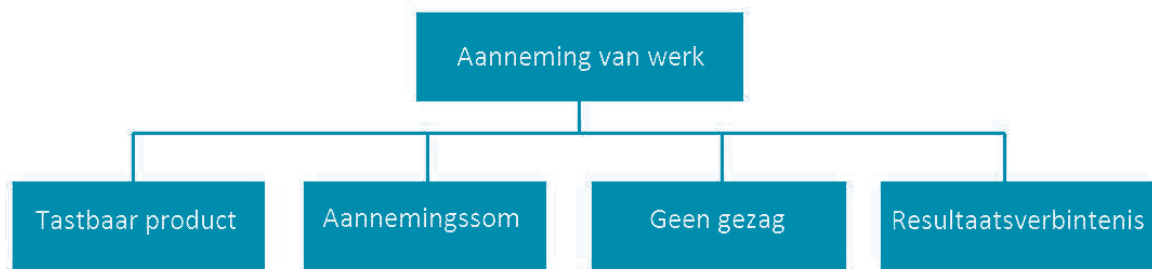 Aanneming van werk
Tastbaar product
Aannemingssom
Geen gezag
Resultaatsverbintenis